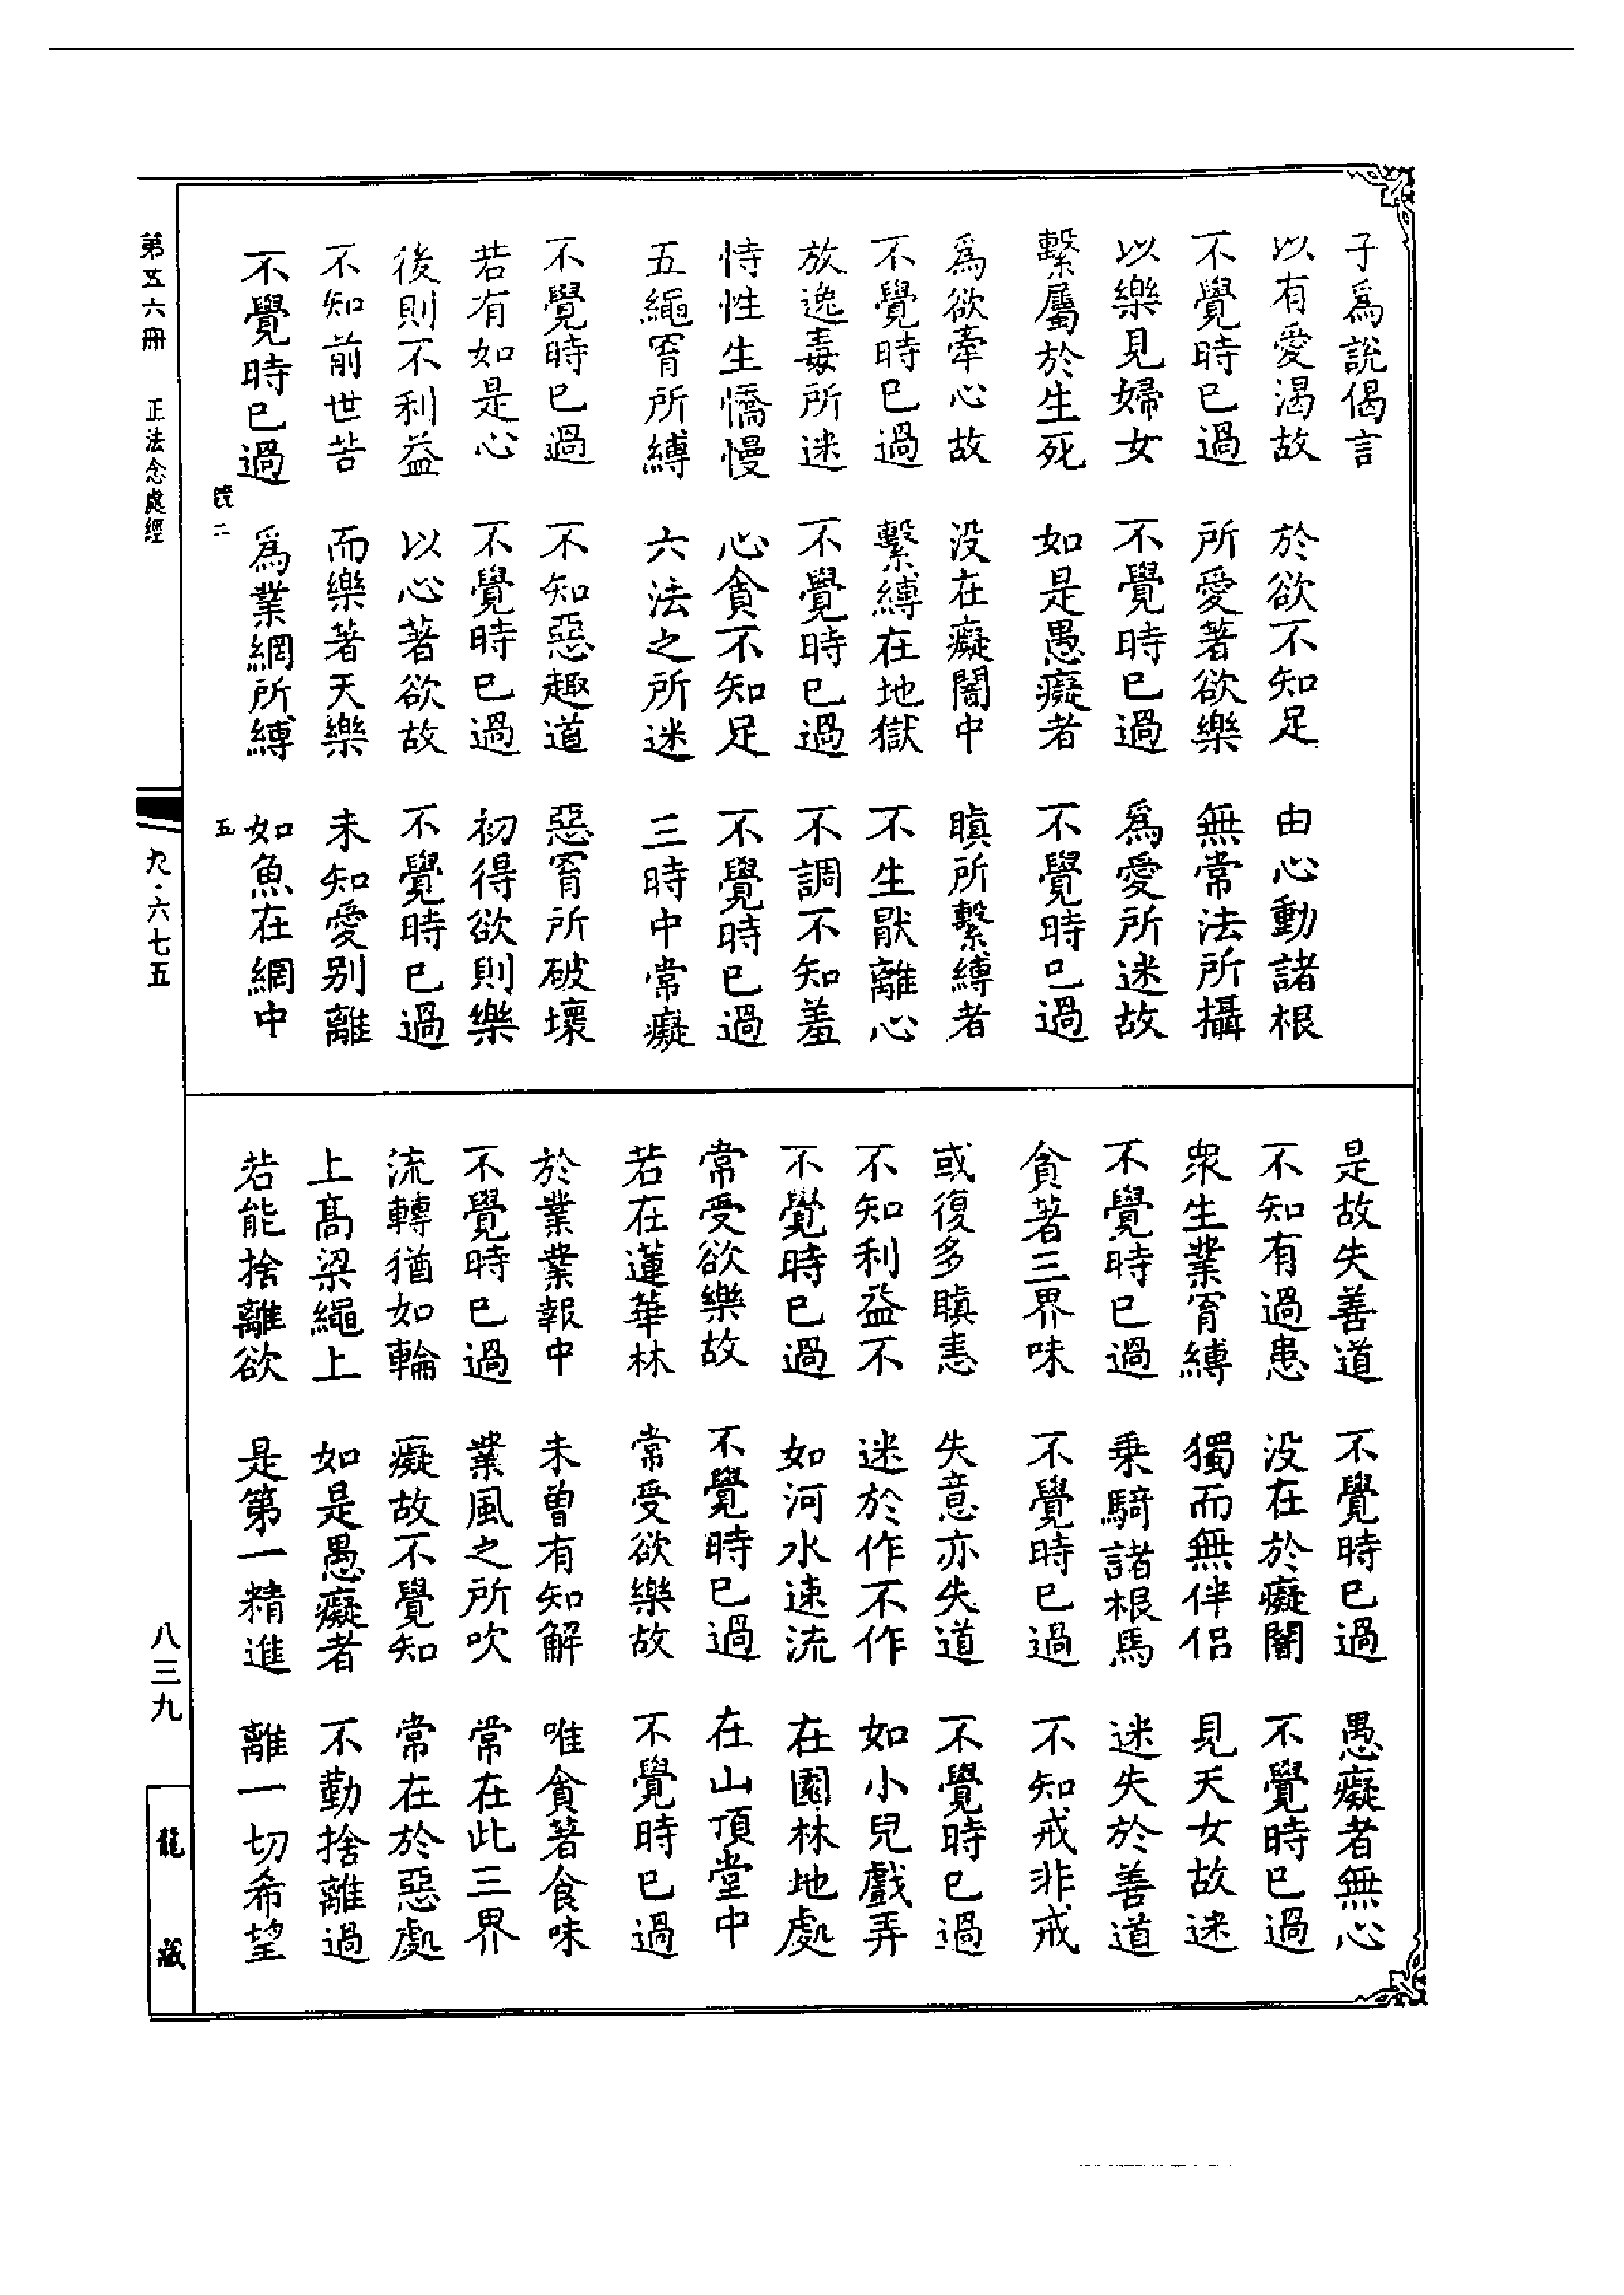 子爲說偈言
以有愛渴故　於欲不知足　由心動諸根
不覺時已過　所愛著欲樂　無常法所攝
以樂見婦女　不覺時已過　爲愛所迷故
繫屬於生死　如是愚癡者　不覺時已過
爲欲牽心故　没在癡闇中　瞋所繫縛者
不覺時已過　繫縛在地獄　不生厭離心
放逸毒所迷　不覺時已過　不調不知羞
恃性生憍慢　心貪不知足　不覺時已過
五繩罥所縛　六法之所迷　三時中常癡
不覺時已過　不知惡趣道　惡罥所破壞
若有如是心　不覺時已過　初得欲則樂
後則不利益　以心著欲故　不覺時已過
不知前世苦　而樂著天樂　未知愛别離
不覺時已過　爲業網所縛　如魚在網中
是故失善道　不覺時已過　愚癡者無心
不知有過患　没在於癡闇　不覺時已過
衆生業罥縛　獨而無伴侣　見天女故迷
不覺時已過　乗騎諸根馬　迷失於善道
貪著三界味　不覺時已過　不知戒非戒
或復多瞋恚　失意亦失道　不覺時已過
不知利益不　迷於作不作　如小兒戲弄
不覺時已過　如河水速流　在園林地處
常受欲樂故　不覺時已過　在山頂堂中
若在蓮華林　常受欲樂故　不覺時已過
於業業報中　未曾有知解　唯貪著食味
不覺時已過　業風之所吹　常在此三界
流轉猶如輪　癡故不覺知　常在於惡處
上高梁繩上　如是愚癡者　不勤捨離過
若能捨離欲　是第一精進　離一切希望
第五六册　正法念處經
九·六七五
八三九
龍藏
二
五